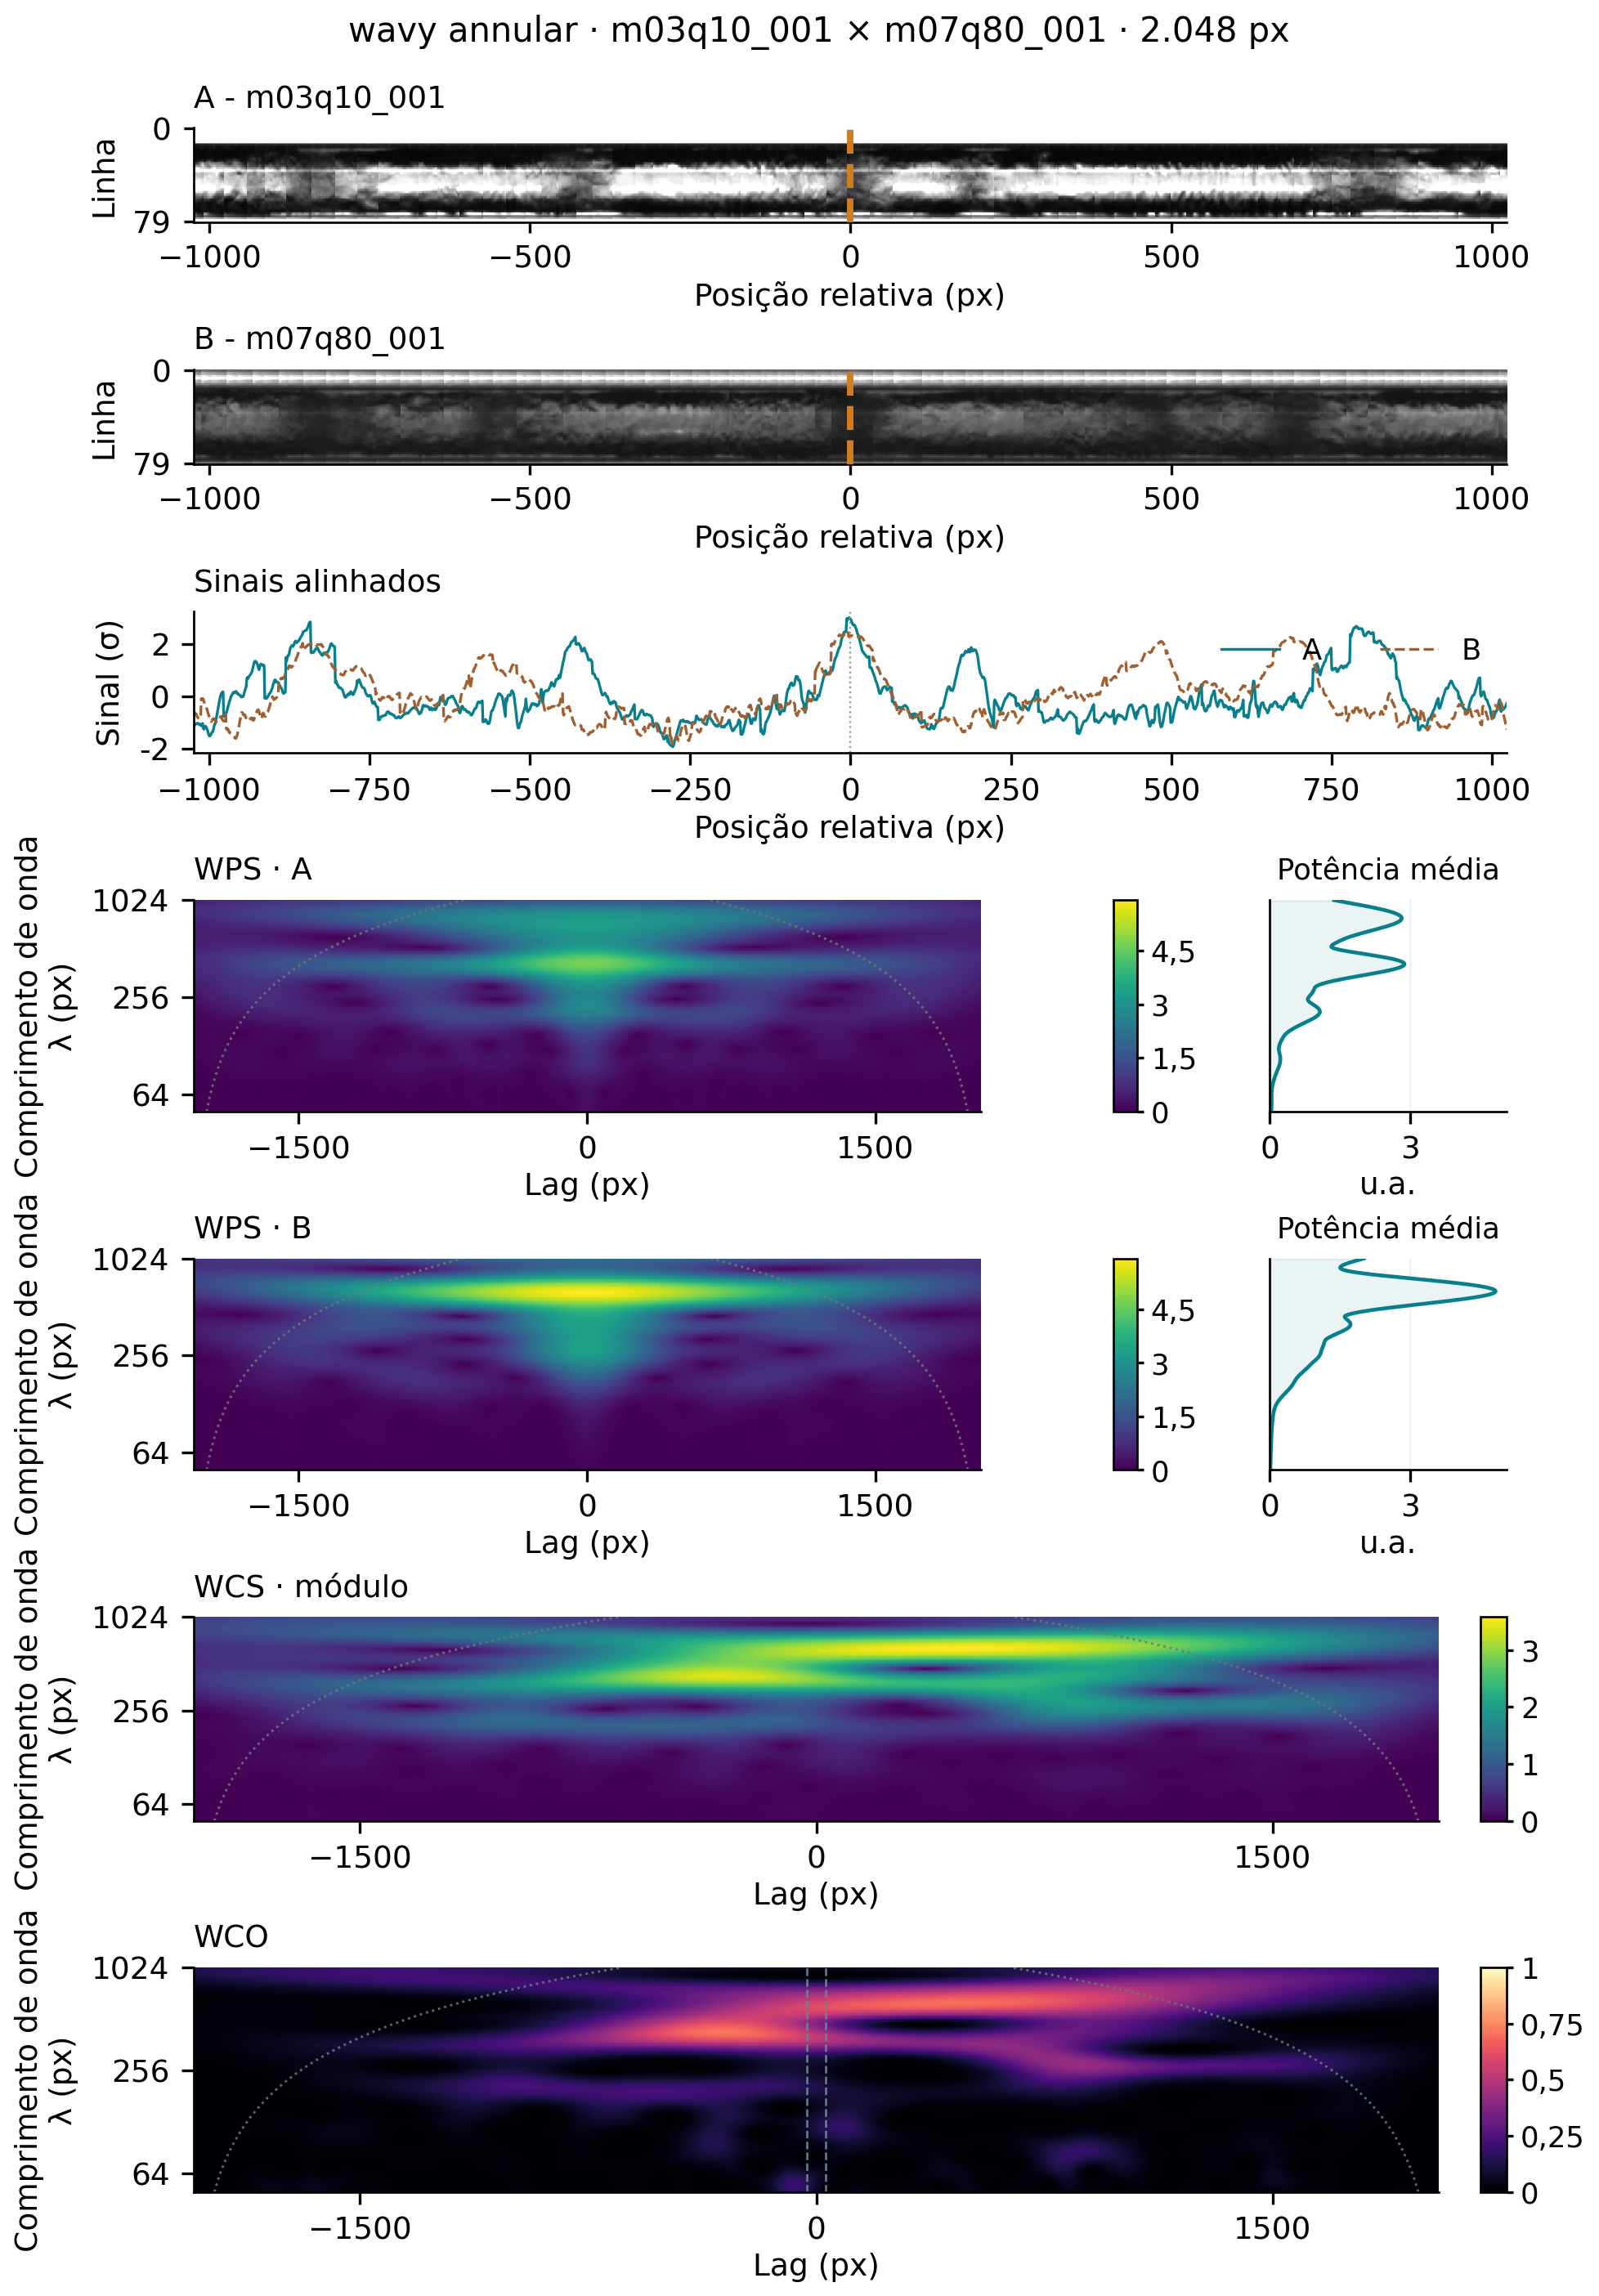 wavy annular · m03q10_001 × m07q80_001 · 2.048 px
A - m03q10_001
Linha
0
79
−1000 −500 0 500 1000
Posição relativa (px)
B - m07q80_001
Linha
0
79
−1000 −500 0 500 1000
Posição relativa (px)
Sinais alinhados
Sinal (σ)
2
0
-2
A B
−1000 −750 −500 −250 0 250 500 750 1000
Posição relativa (px)
WPS · A
Comprimento de onda
λ (px)
1024
256
64
−1500 0 1500
Lag (px)
4,5
3
1,5
0
Potência média
0 3
u.a.
WPS · B
Comprimento de onda
λ (px)
1024
256
64
−1500 0 1500
Lag (px)
4,5
3
1,5
0
Potência média
0 3
u.a.
WCS · módulo
Comprimento de onda
λ (px)
1024
256
64
−1500 0 1500
Lag (px)
3
2
1
0
WCO
Comprimento de onda
λ (px)
1024
256
64
−1500 0 1500
Lag (px)
1
0,75
0,5
0,25
0